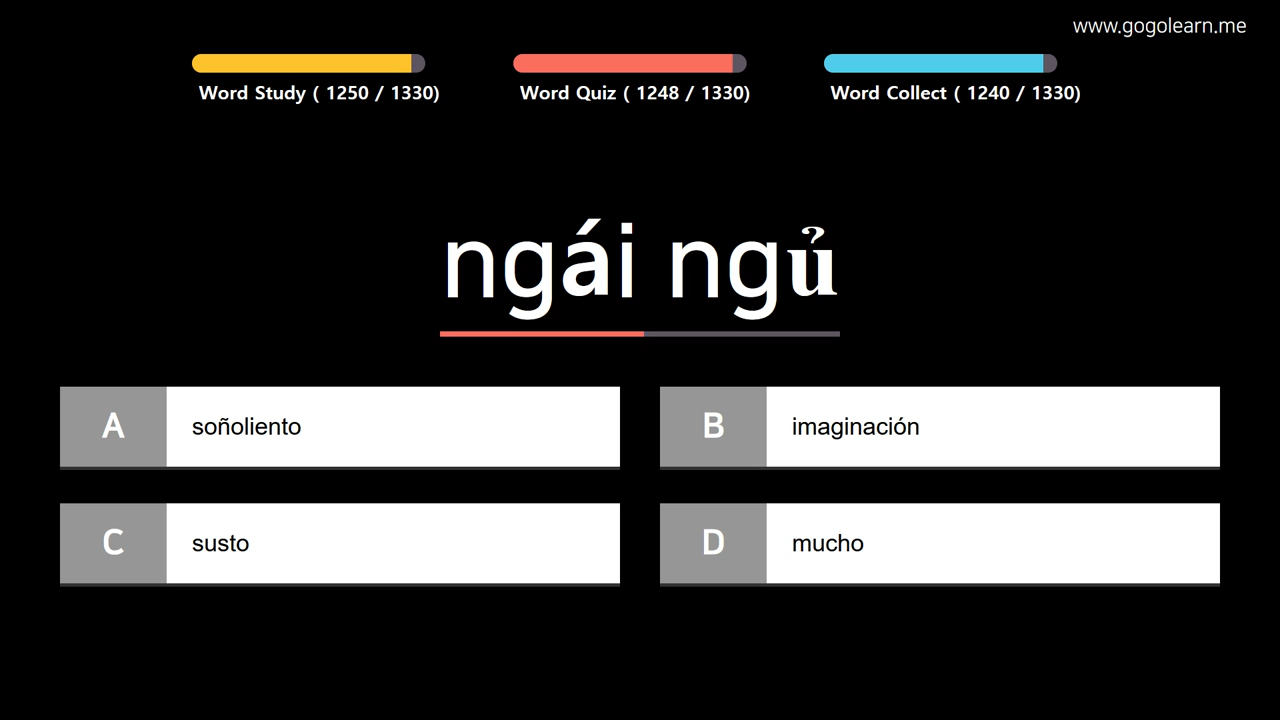 www.gogolearn.me
Word Study ( 1250 / 1330)
Word Quiz ( 1248 / 1330)
Word Collect ( 1240 / 1330)
ngái ngủ
A soñoliento
B imaginación
C susto
D mucho